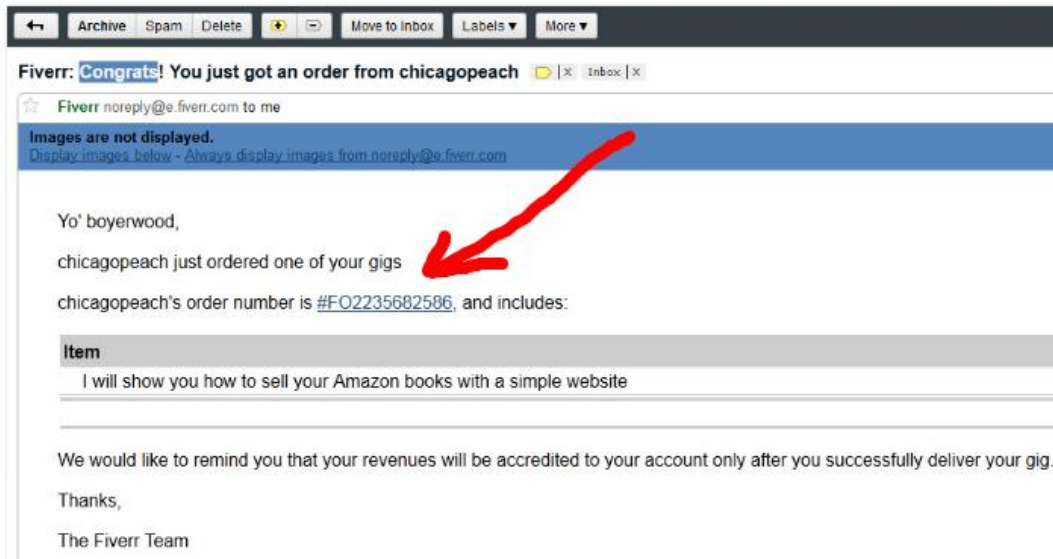 Archive Spam Delete Move to Inbox Labels ▾ More ▾
Fiverr: Congrats! You just got an order from chicagopeach x Inbox x
Fiverr noreply@e.fiverr.com to me
Images are not displayed.
Display images below - Always display images from noreply@e.fiverr.com
Yo' boyerwood,
chicagopeach just ordered one of your gigs
chicagopeach's order number is #FO2235682586, and includes:
Item
I will show you how to sell your Amazon books with a simple website
We would like to remind you that your revenues will be accredited to your account only after you successfully deliver your gig.
Thanks,
The Fiverr Team